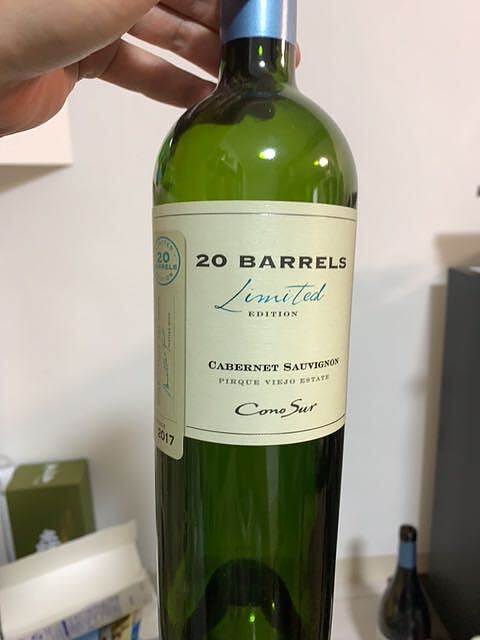 20 BARRELS
Limited
EDITION
CABERNET SAUVIGNON
PIRQUE VIEJO ESTATE
Cono Sur
20
BARRELS
2017